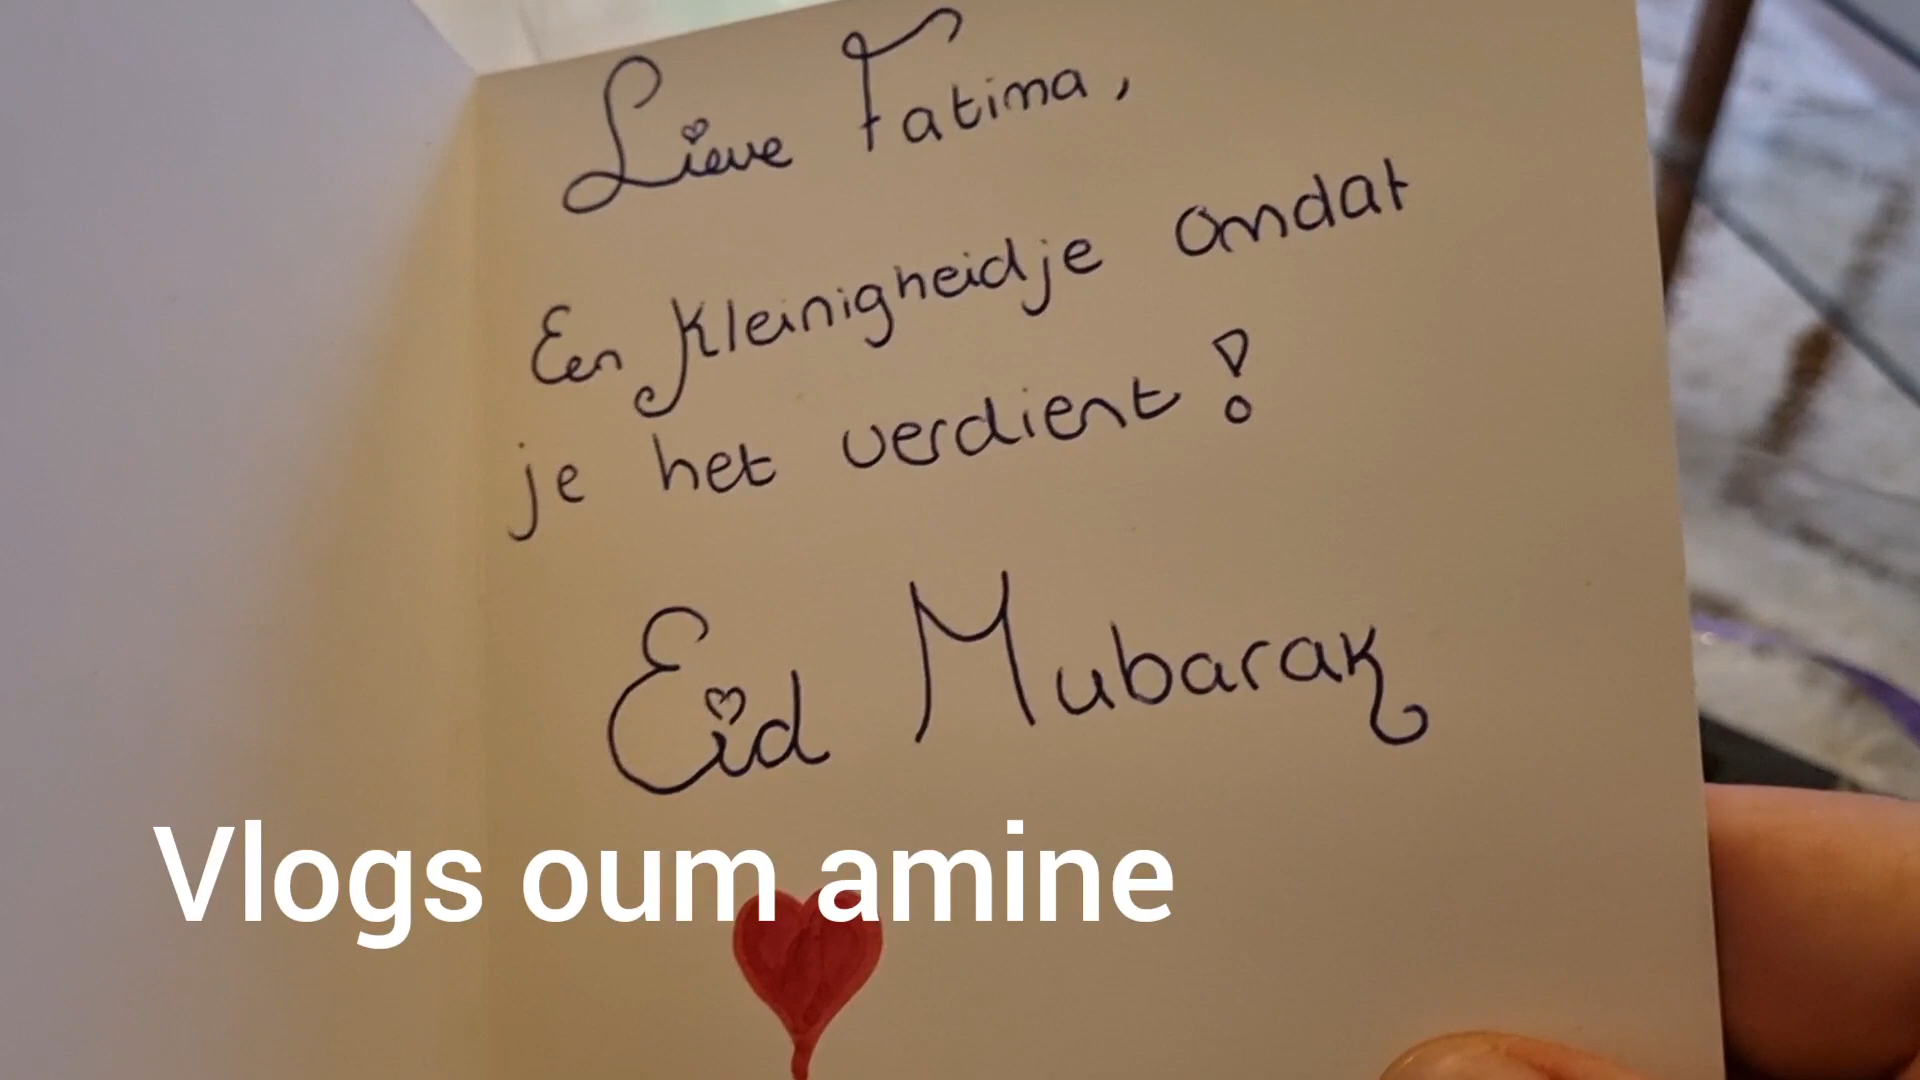 Lieve Fatima,
Een kleinigheidje omdat
je het verdient!
Eid Mubarak
Vlogs oum amine